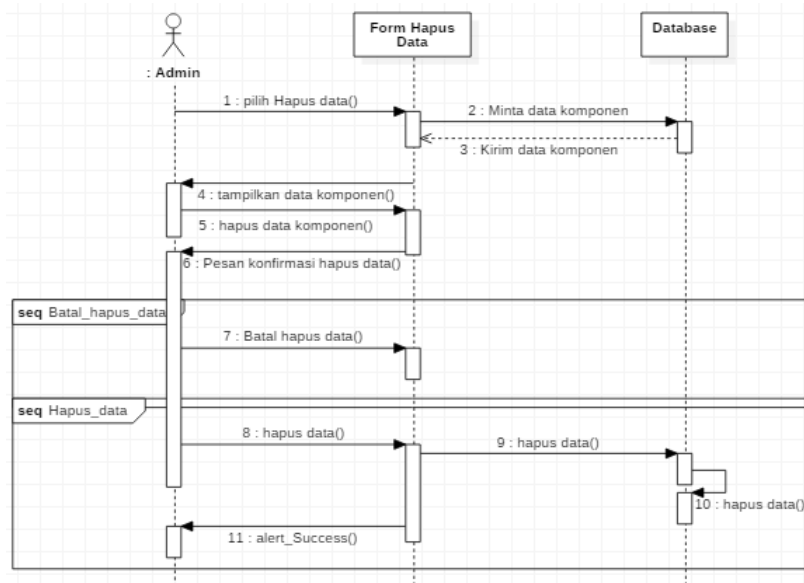 Form Hapus
Data
Database
: Admin
1 : pilih Hapus data()
2 : Minta data komponen
3 : Kirim data komponen
4 : tampilkan data komponen()
5 : hapus data komponen()
6 : Pesan konfirmasi hapus data()
seq Batal_hapus_data
7 : Batal hapus data()
seq Hapus_data
8 : hapus data()
9 : hapus data()
10 : hapus data()
11 : alert_Success()